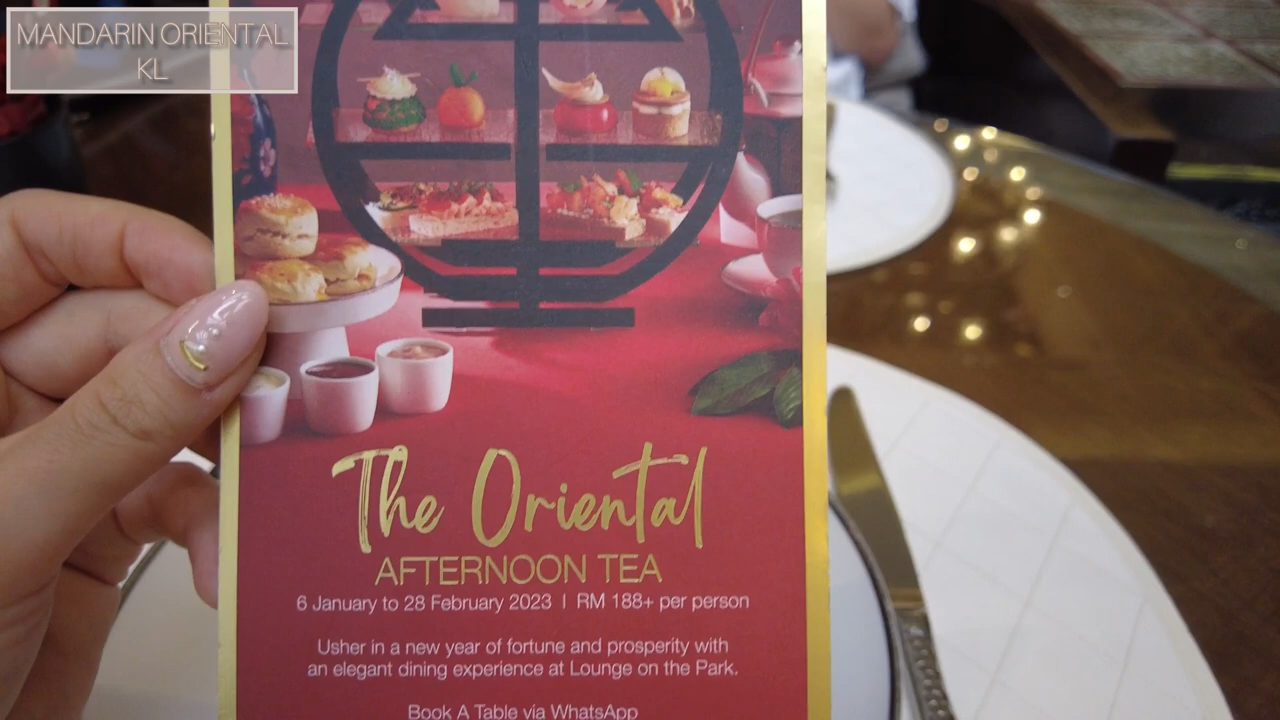 MANDARIN ORIENTAL
KL
The Oriental
AFTERNOON TEA
6 January to 28 February 2023 | RM 188+ per person
Usher in a new year of fortune and prosperity with
an elegant dining experience at Lounge on the Park.
Book A Table via WhatsApp